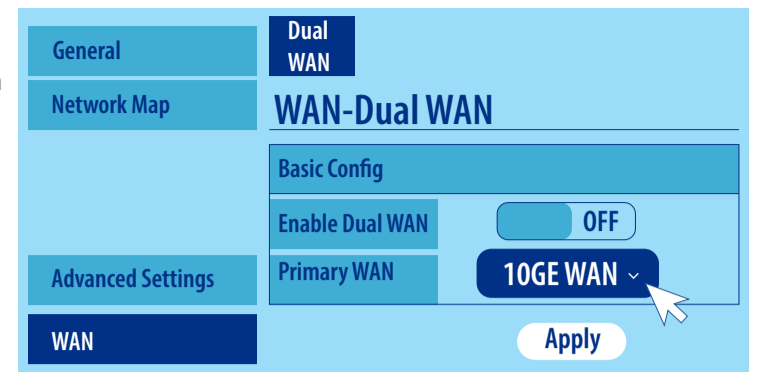 General
Network Map
Advanced Settings
WAN
Dual
WAN
WAN-Dual WAN
Basic Config
Enable Dual WAN OFF
Primary WAN 10GE WAN
Apply